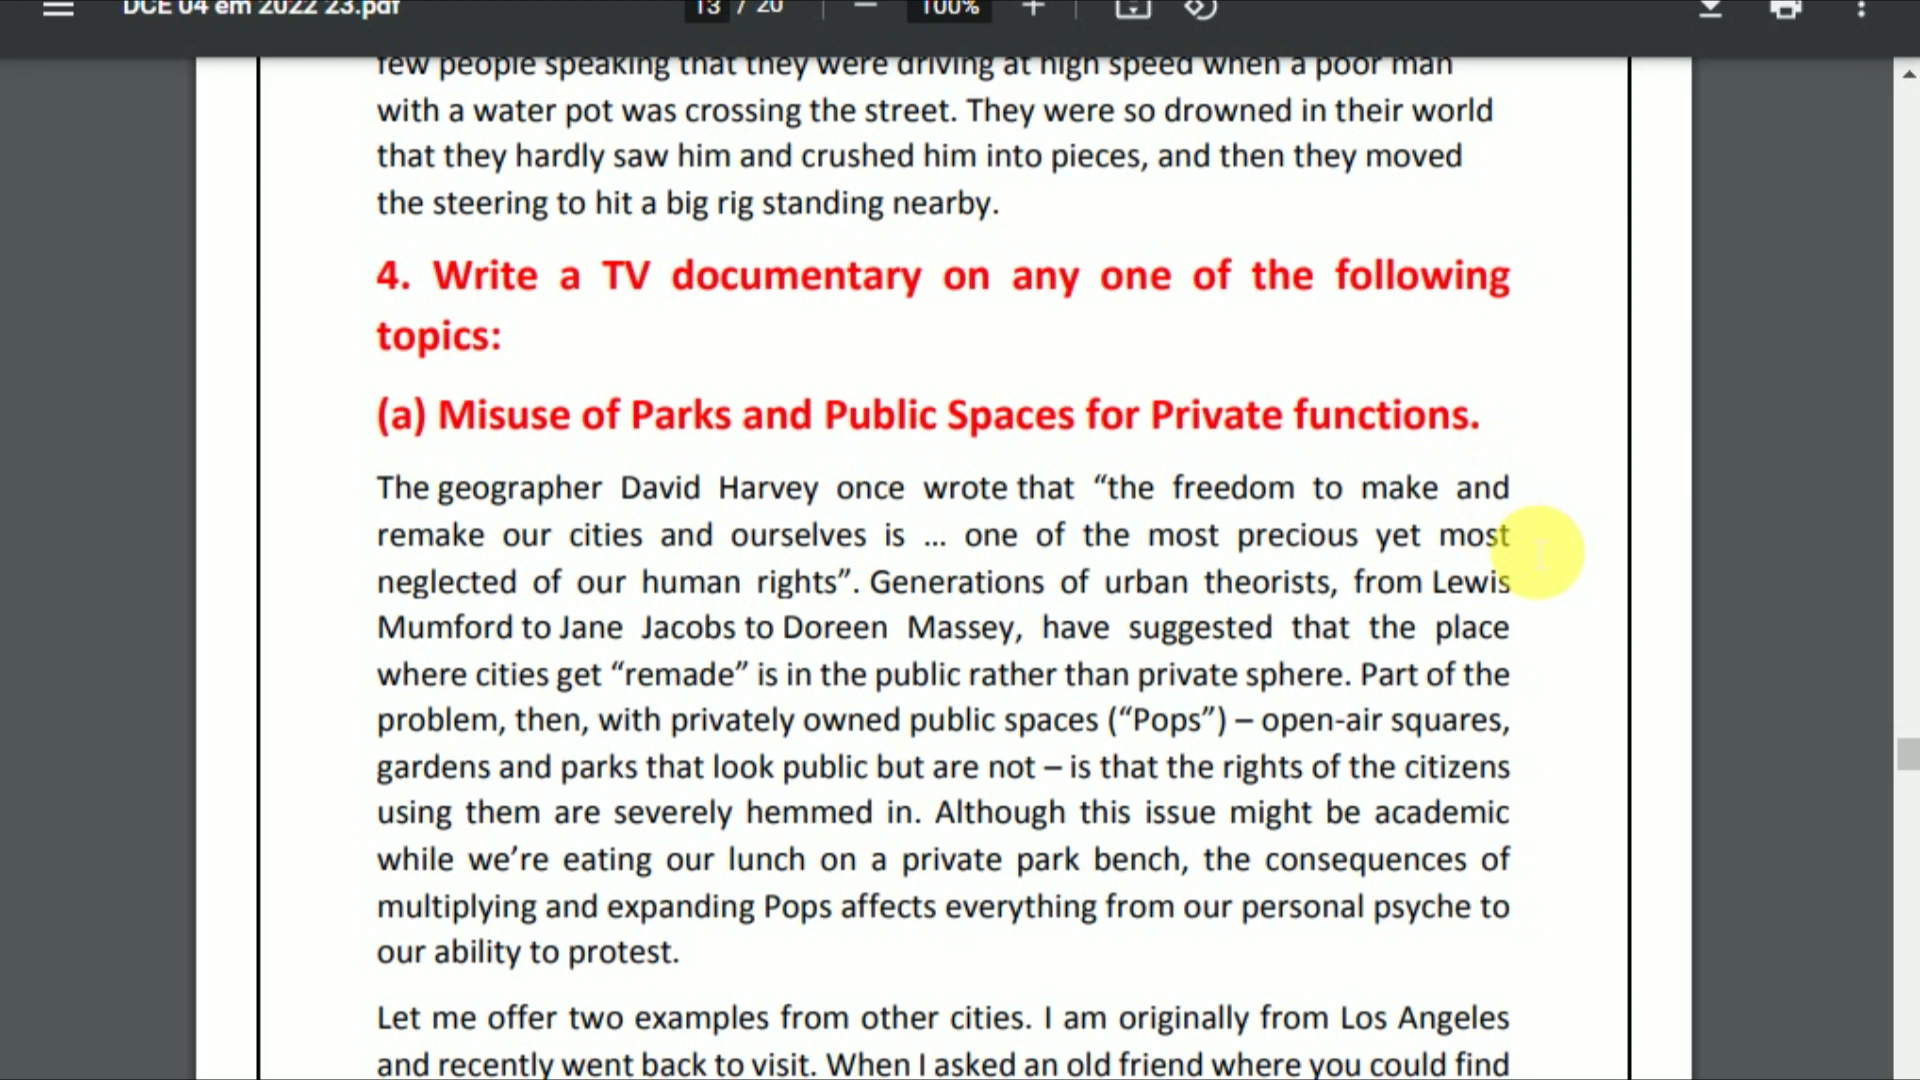 DCE 04 em 2022 23.pdf
13 / 20
100%
few people speaking that they were driving at high speed when a poor man
with a water pot was crossing the street. They were so drowned in their world
that they hardly saw him and crushed him into pieces, and then they moved
the steering to hit a big rig standing nearby.
4. Write a TV documentary on any one of the following
topics:
(a) Misuse of Parks and Public Spaces for Private functions.
The geographer David Harvey once wrote that “the freedom to make and
remake our cities and ourselves is … one of the most precious yet most
neglected of our human rights”. Generations of urban theorists, from Lewis
Mumford to Jane Jacobs to Doreen Massey, have suggested that the place
where cities get “remade” is in the public rather than private sphere. Part of the
problem, then, with privately owned public spaces (“Pops”) – open-air squares,
gardens and parks that look public but are not – is that the rights of the citizens
using them are severely hemmed in. Although this issue might be academic
while we’re eating our lunch on a private park bench, the consequences of
multiplying and expanding Pops affects everything from our personal psyche to
our ability to protest.
Let me offer two examples from other cities. I am originally from Los Angeles
and recently went back to visit. When I asked an old friend where you could find